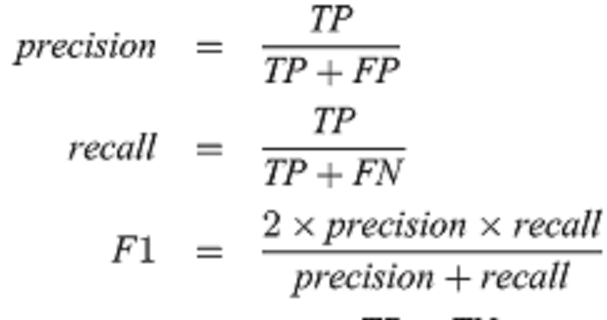 precision = TP / TP + FP
recall = TP / TP + FN
F1 = 2 × precision × recall / precision + recall